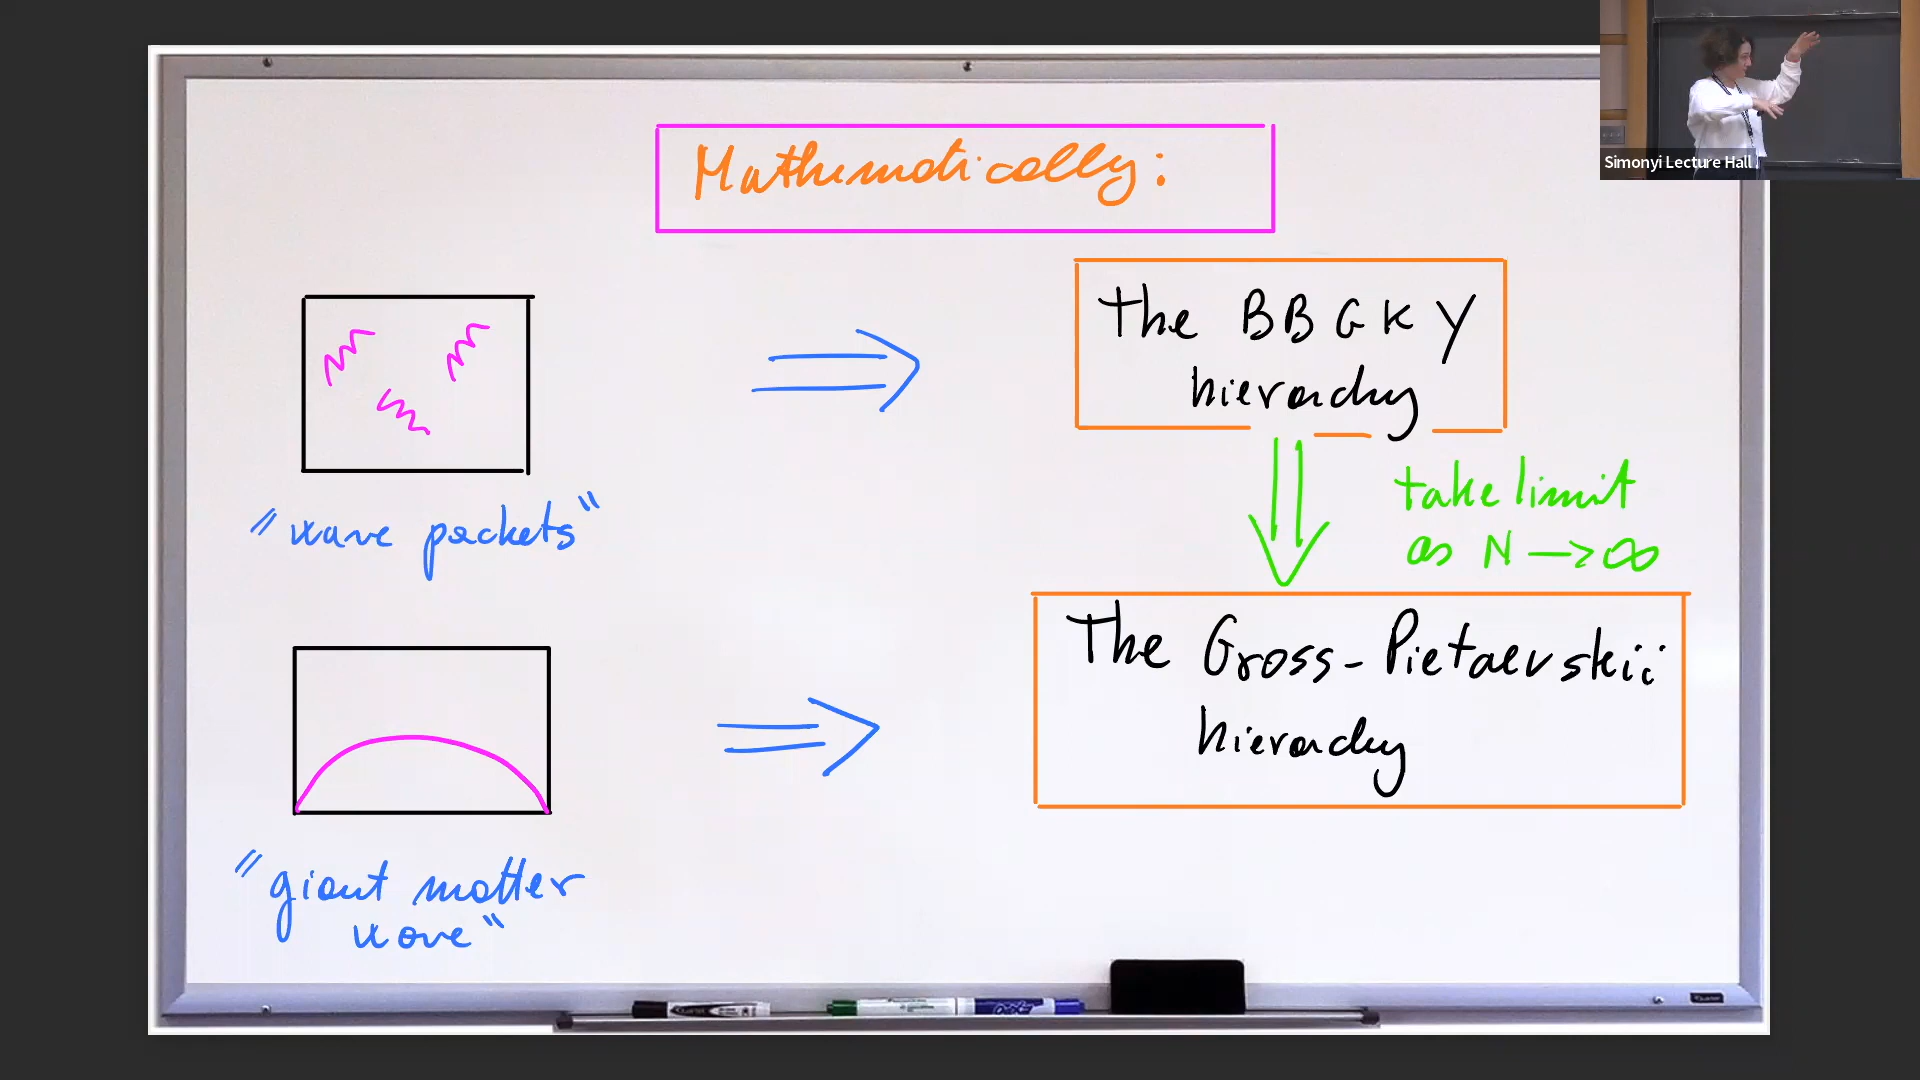 Mathematically:
The BBGKY
hierarchy
"wave packets"
take limit
as N → ∞
The Gross-Pietaevskii
hierarchy
"giant matter
wave"
Simonyi Lecture Hall